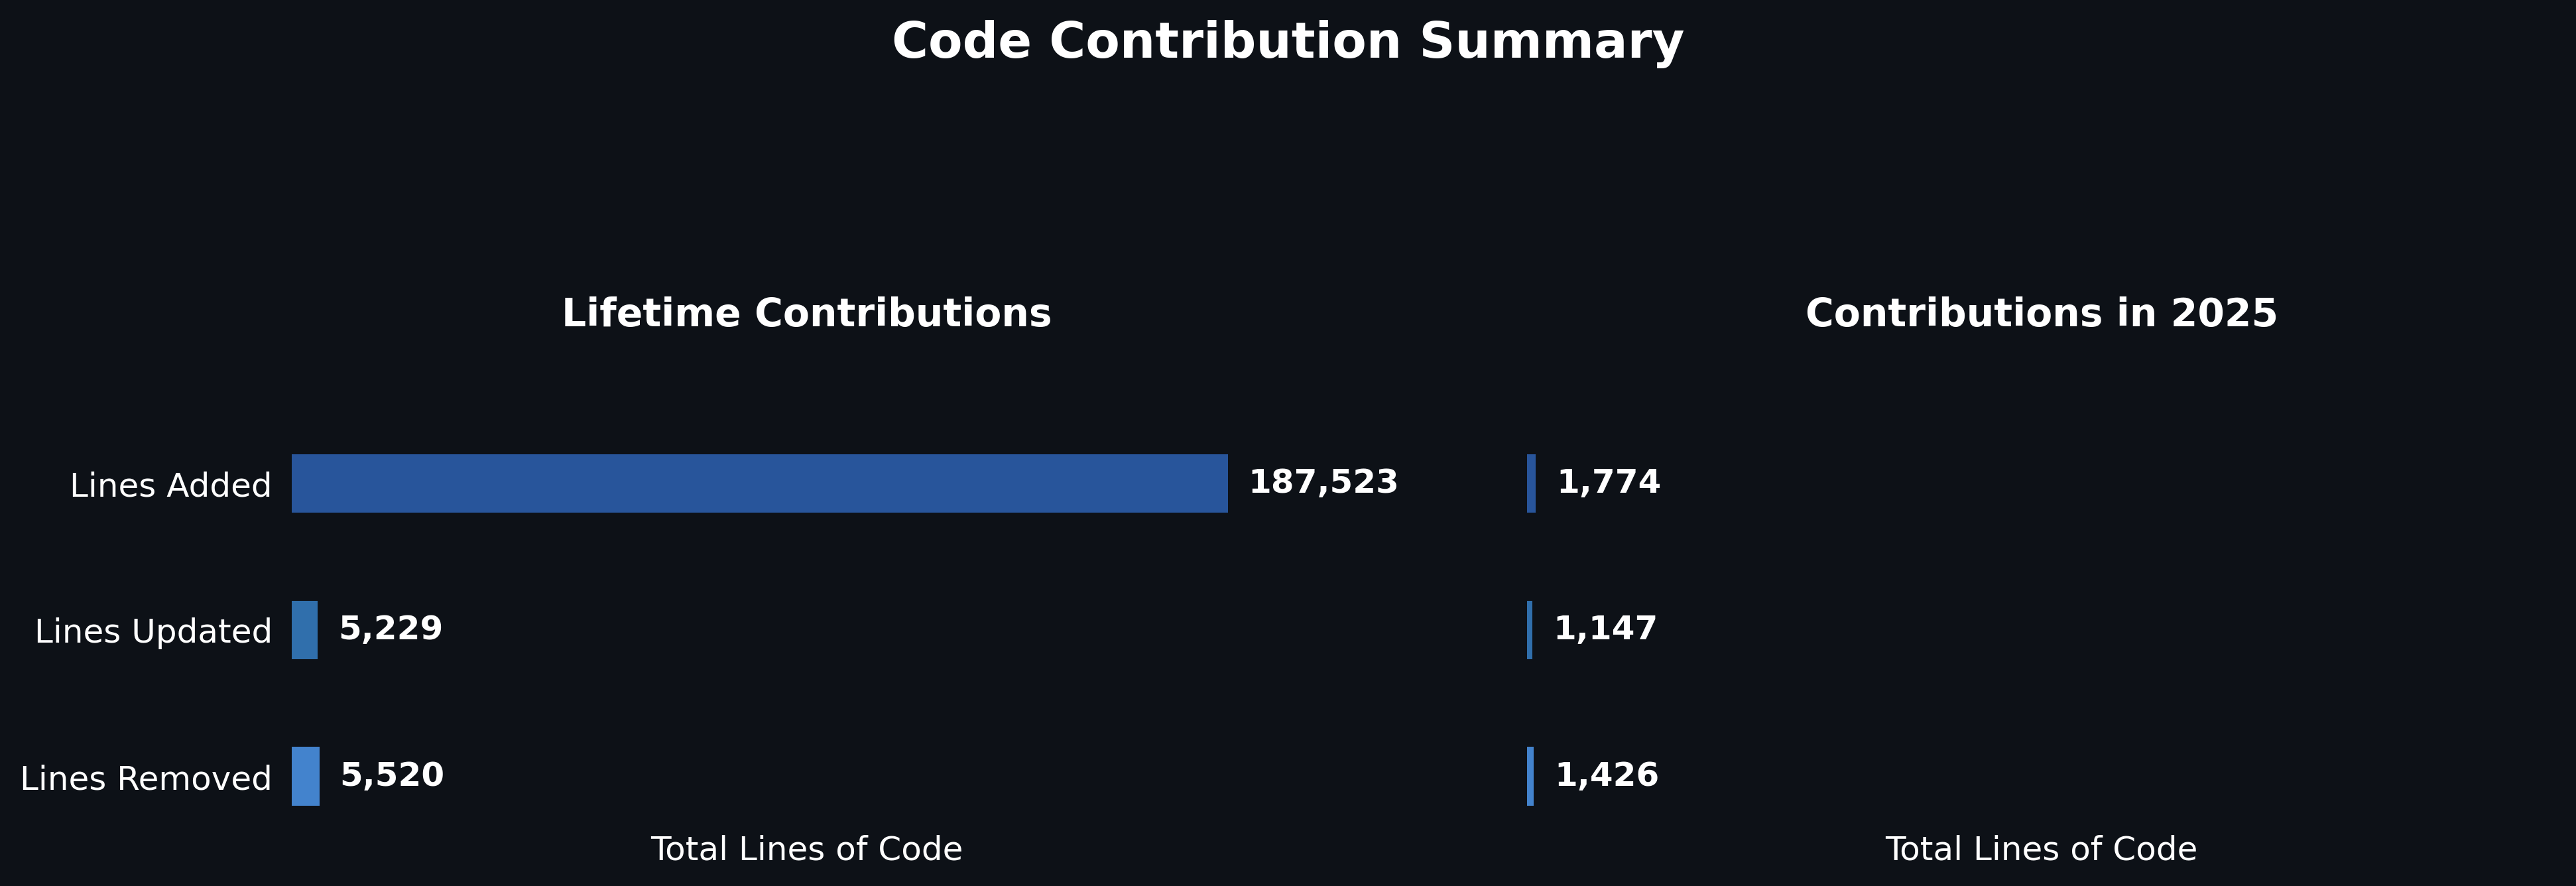 Code Contribution Summary
Lifetime Contributions
Lines Added
187,523
Lines Updated
5,229
Lines Removed
5,520
Total Lines of Code
Contributions in 2025
1,774
1,147
1,426
Total Lines of Code